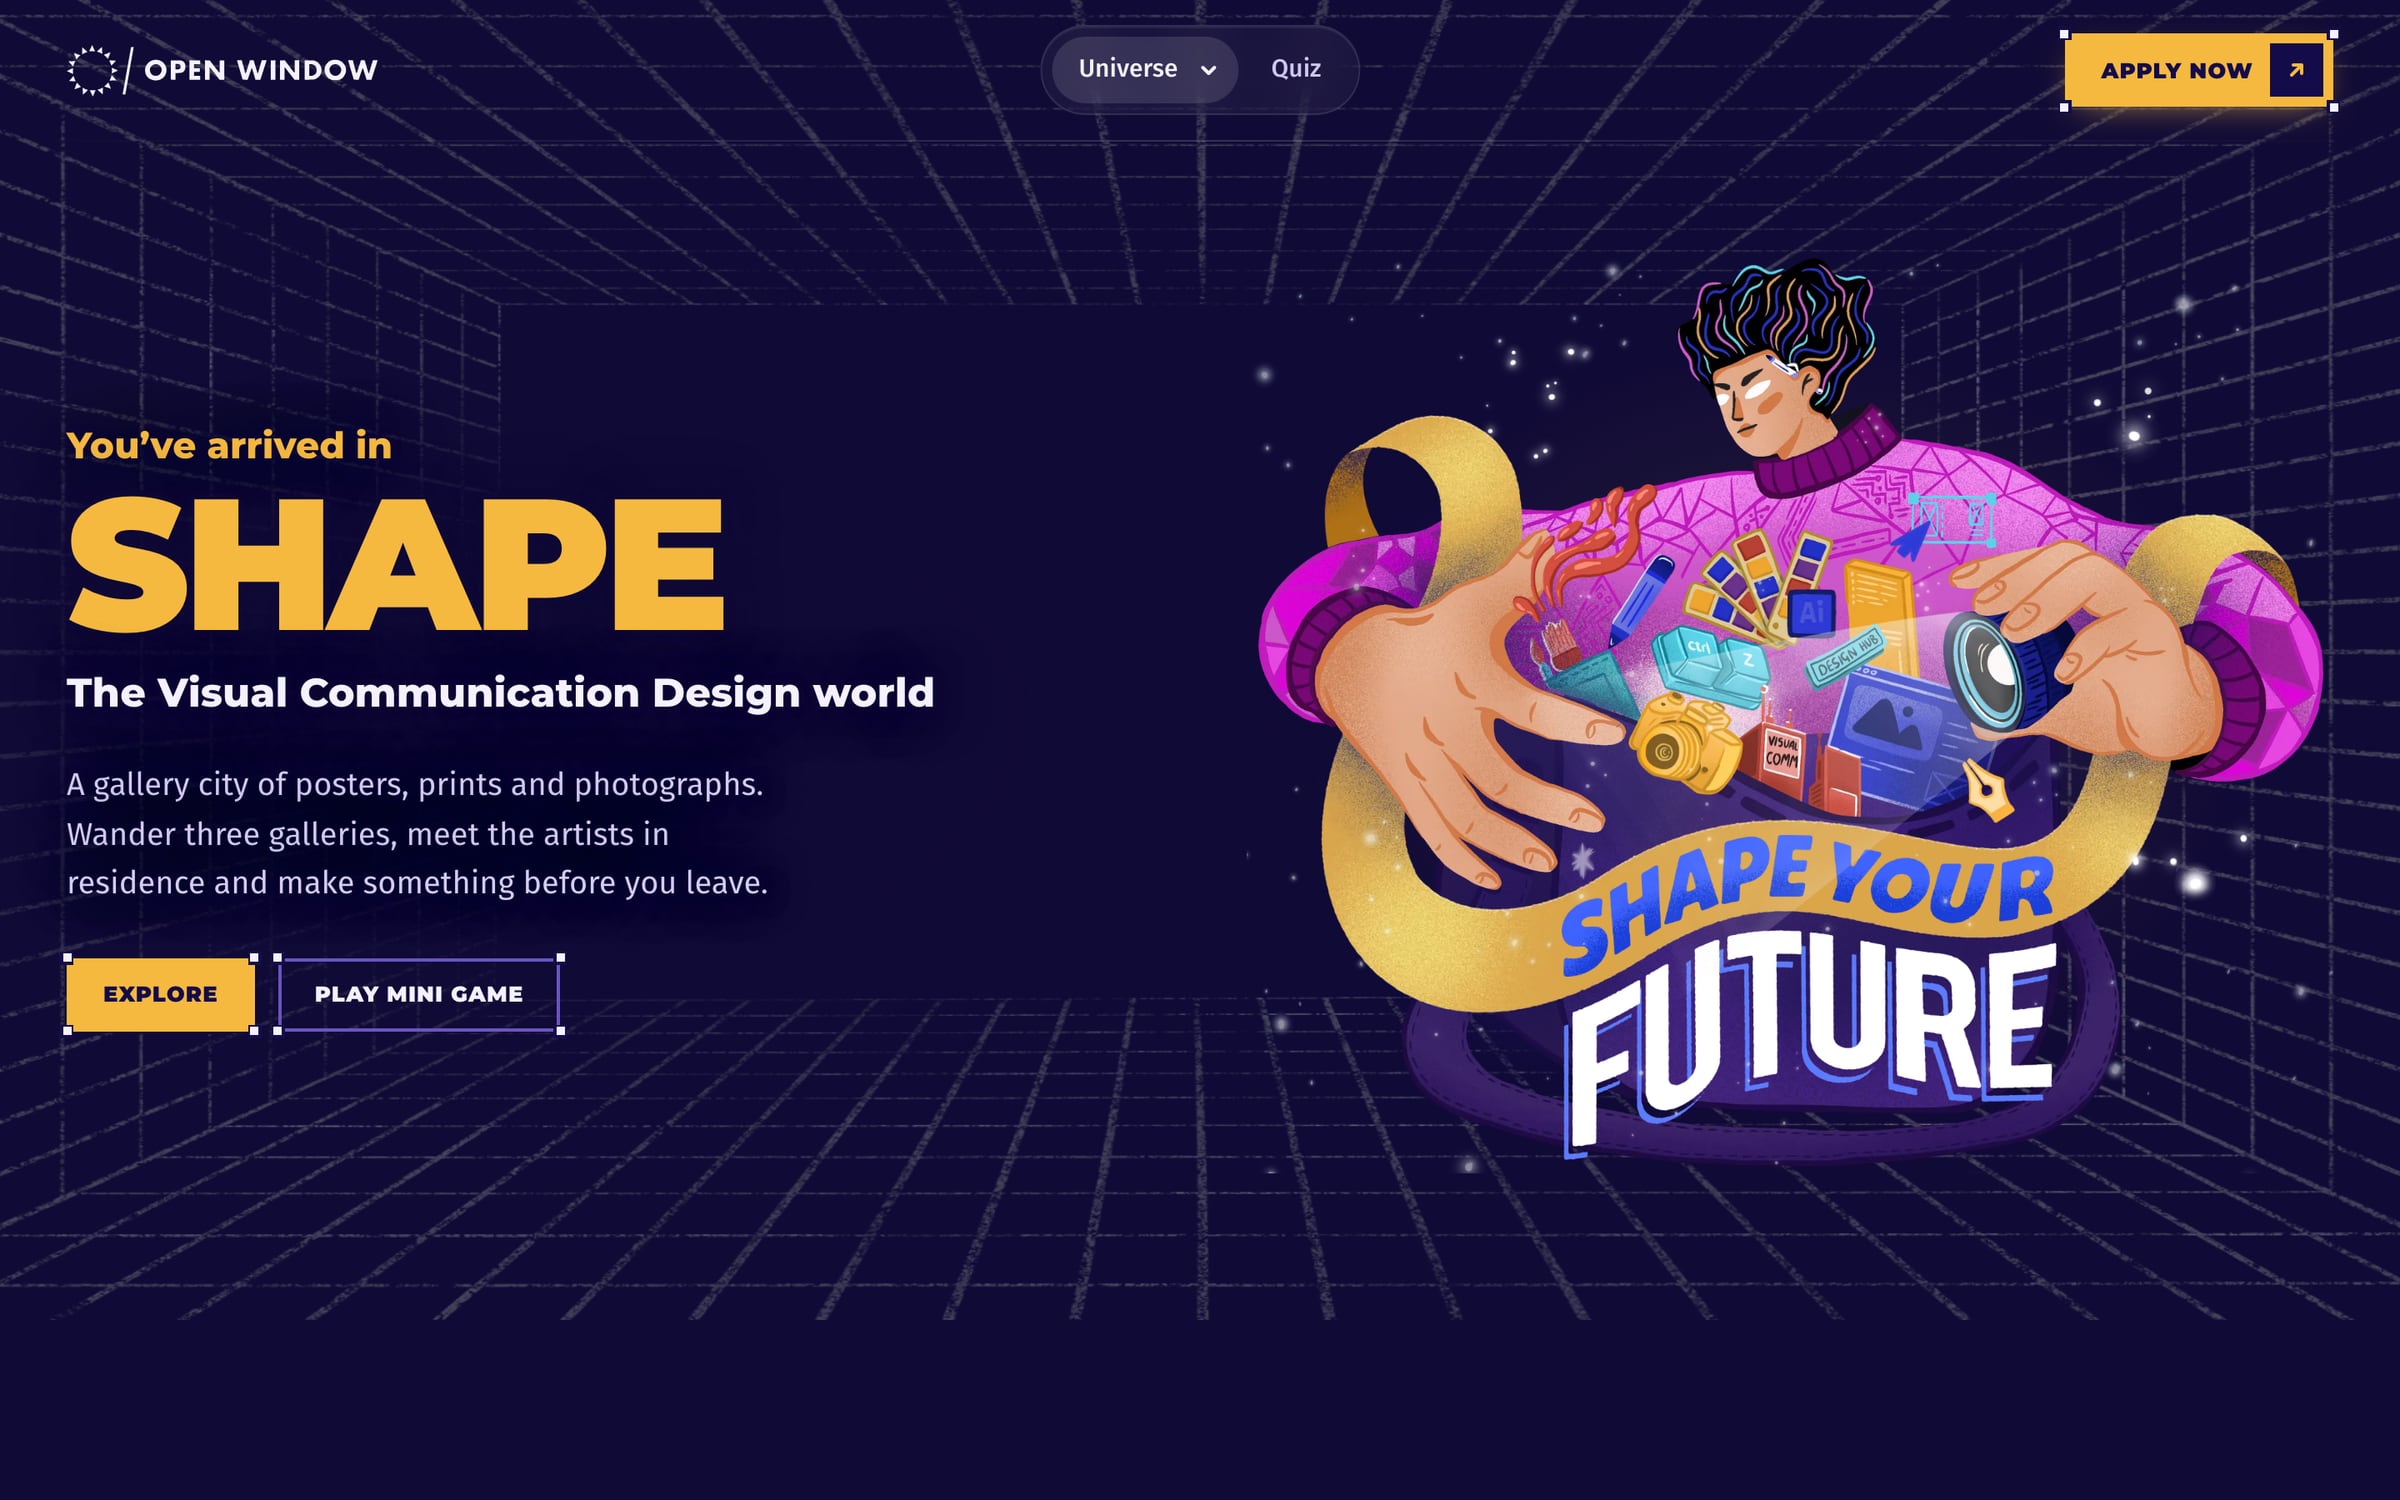 OPEN WINDOW
Universe
Quiz
APPLY NOW
You’ve arrived in
SHAPE
The Visual Communication Design world
A gallery city of posters, prints and photographs.
Wander three galleries, meet the artists in
residence and make something before you leave.
EXPLORE
PLAY MINI GAME
Ai
Ctrl
Z
DESIGN HUB
VISUAL
COMM
SHAPE YOUR
FUTURE